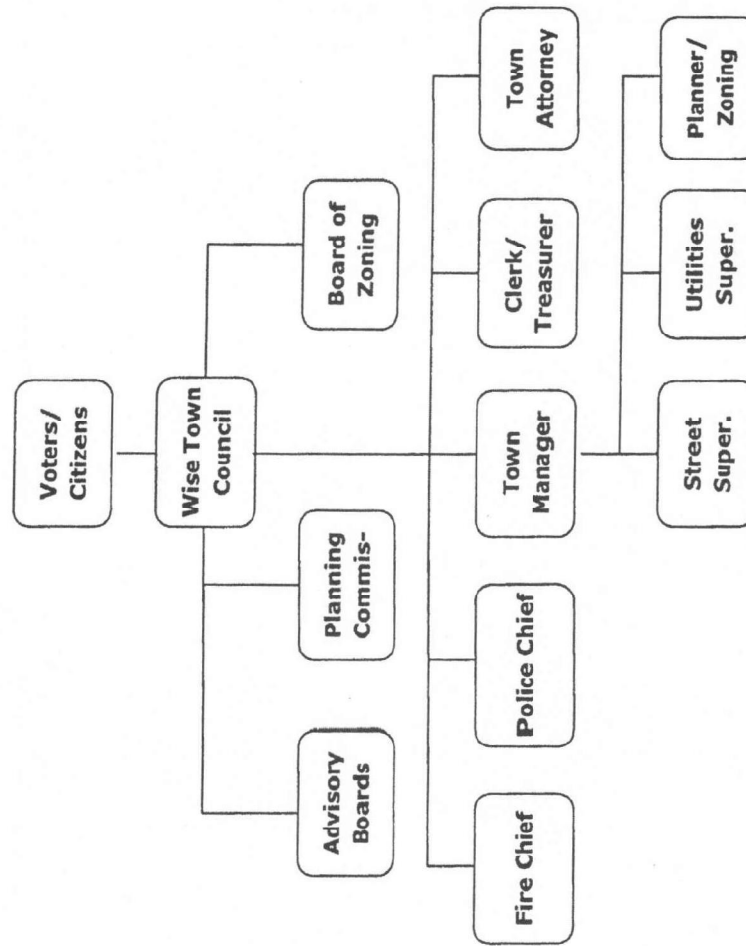 Voters/
Citizens
Wise Town
Council
Advisory
Boards
Planning
Commis-
Board of
Zoning
Fire Chief
Police Chief
Town
Manager
Clerk/
Treasurer
Town
Attorney
Street
Super.
Utilities
Super.
Planner/
Zoning